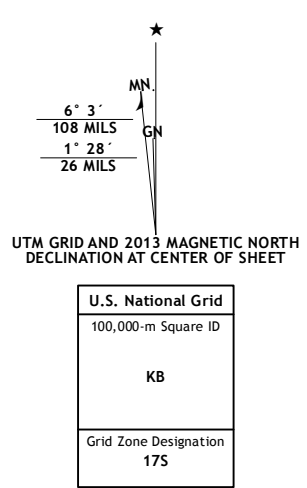 ★
MN.
6° 3´
108 MILS
GN
1° 28´
26 MILS
UTM GRID AND 2013 MAGNETIC NORTH
DECLINATION AT CENTER OF SHEET
U.S. National Grid
100,000-m Square ID
KB
Grid Zone Designation
17S